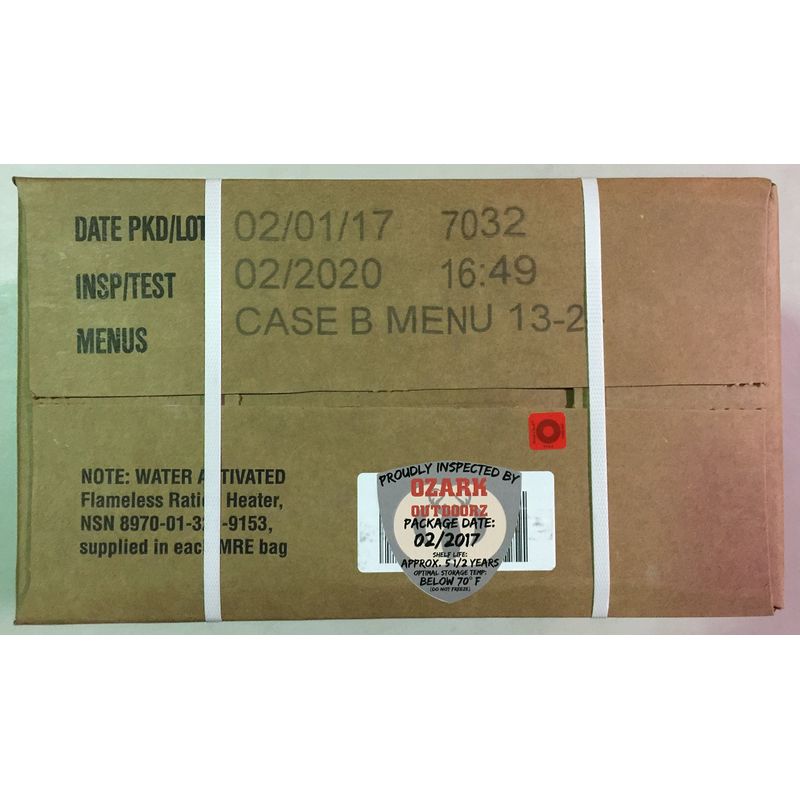 DATE PKD/LOT 02/01/17 7032
INSP/TEST 02/2020 16:49
MENUS CASE B MENU 13-2
NOTE: WATER A TIVATED
Flameless Ratio Heater,
NSN 8970-01-32 -9153,
supplied in each MRE bag
PROUDLY INSPECTED BY
OZARK
OUTDOORZ
PACKAGE DATE:
02/2017
SHELF LIFE:
APPROX. 5 1/2 YEARS
OPTIMAL STORAGE TEMP:
BELOW 70° F
(DO NOT FREEZE)